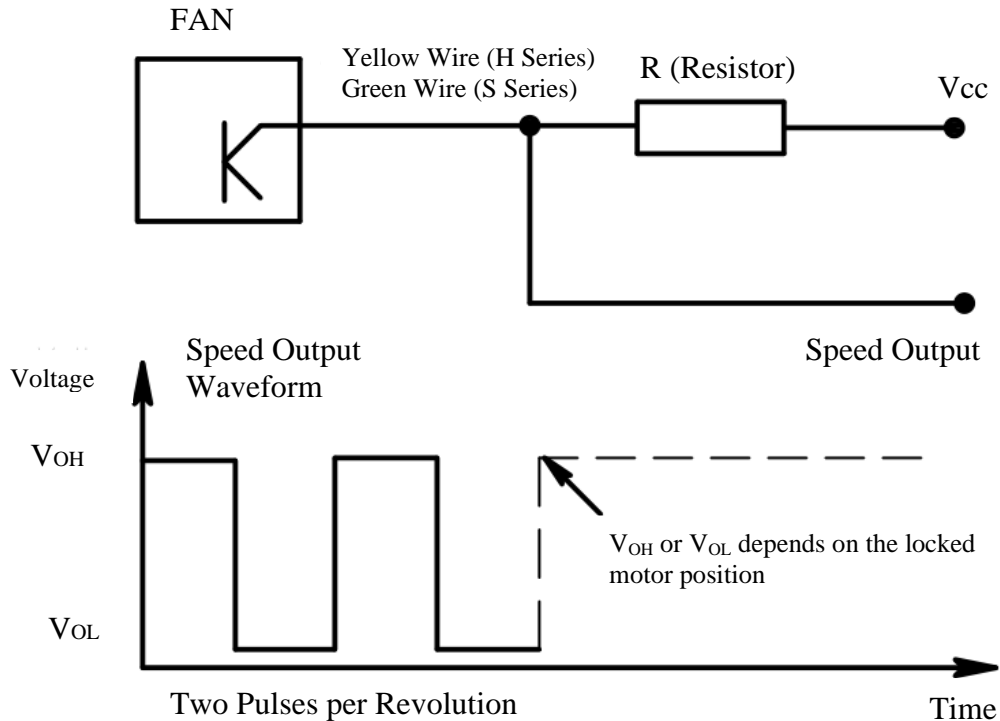 FAN
Yellow Wire (H Series)
Green Wire (S Series)
R (Resistor)
Vcc
Speed Output
Waveform
Speed Output
Voltage
VOH
VOH or VOL depends on the locked
motor position
VOL
Two Pulses per Revolution
Time